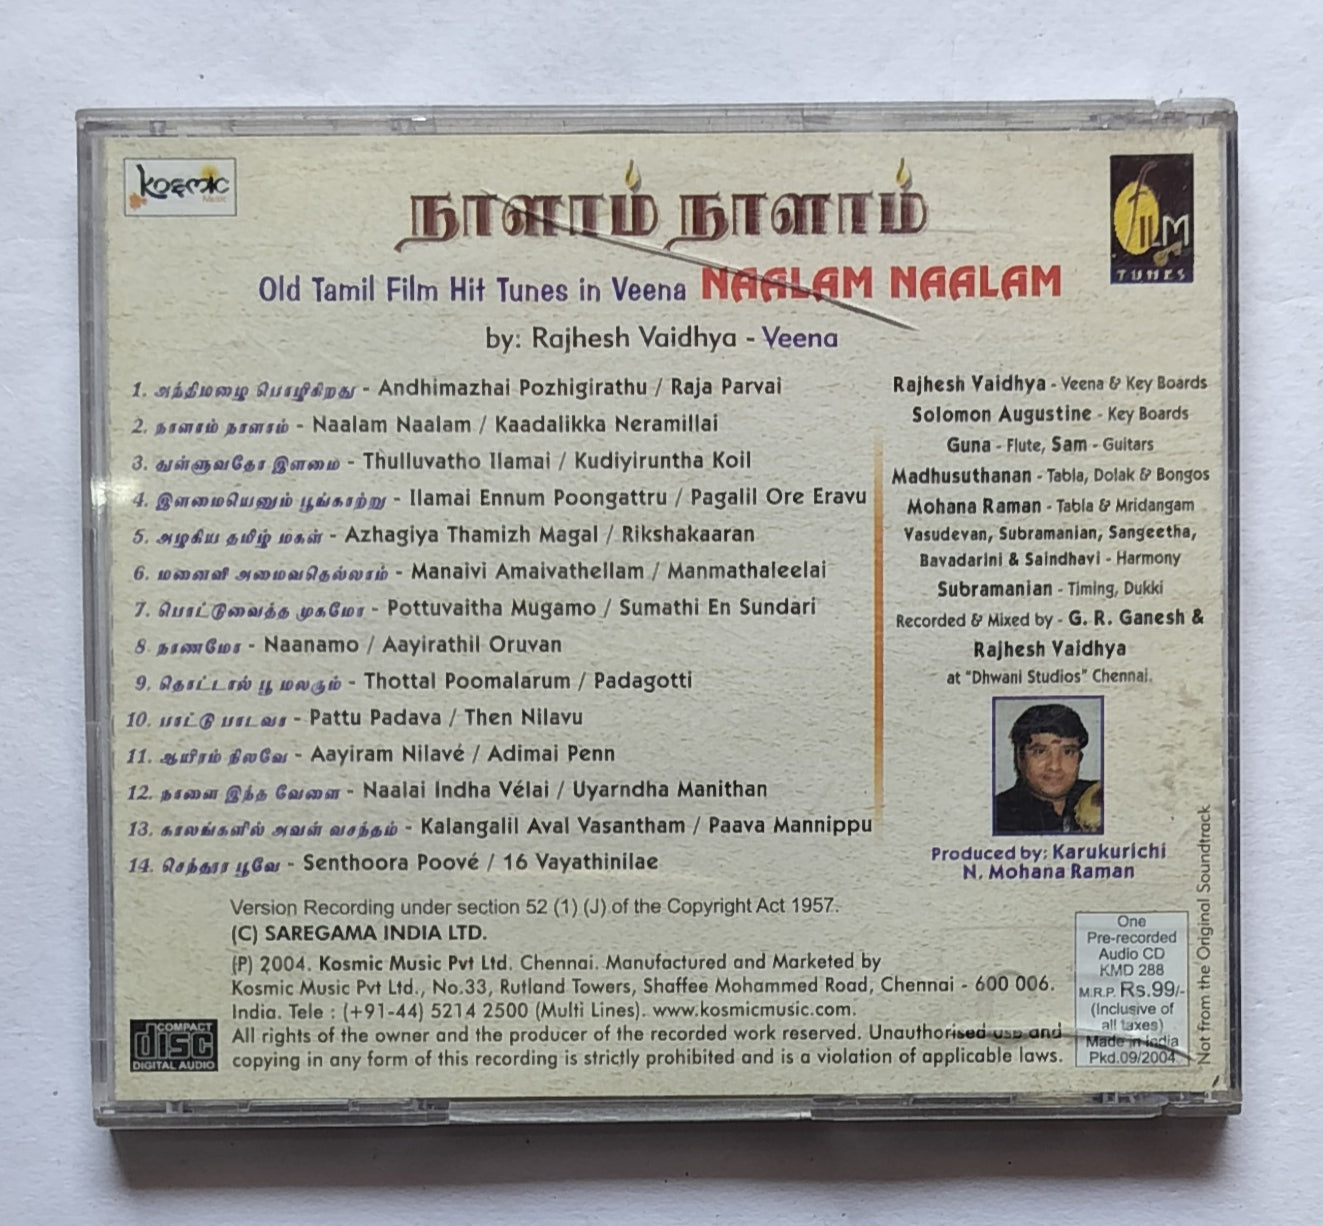 Kosmic
Music
நாளாம் நாளாம்
FILM
TUNES
Old Tamil Film Hit Tunes in Veena NAALAM NAALAM
by: Rajhesh Vaidhya - Veena
1. அந்திமழை பொழிகிறது - Andhimazhai Pozhigirathu / Raja Parvai
2. நாளாம் நாளாம் - Naalam Naalam / Kaadalikka Neramillai
3. துள்ளுவதோ இளமை - Thulluvatho Ilamai / Kudiyiruntha Koil
4. இளமையெனும் பூங்காற்று - Ilamai Ennum Poongattru / Pagalil Ore Eravu
5. அழகிய தமிழ் மகள் - Azhagiya Thamizh Magal / Rikshakaaran
6. மனைவி அமைவதெல்லாம் - Manaivi Amaivathellam / Manmathaleelai
7. பொட்டுவைத்த முகமோ - Pottuvaitha Mugamo / Sumathi En Sundari
8 நாணமோ - Naanamo / Aayirathil Oruvan
9. தொட்டால் பூ மலரும் - Thottal Poomalarum / Padagotti
10. பாட்டு பாடவா - Pattu Padava / Then Nilavu
11. ஆயிரம் நிலவே - Aayiram Nilavé / Adimai Penn
12. நாளை இந்த வேளை - Naalai Indha Vélai / Uyarndha Manithan
13. காலங்களில் அவள் வசந்தம் - Kalangalil Aval Vasantham / Paava Mannippu
14. செந்தூர பூவே - Senthoora Poové / 16 Vayathinilae
Rajhesh Vaidhya - Veena & Key Boards
Solomon Augustine - Key Boards
Guna - Flute, Sam - Guitars
Madhusuthanan - Tabla, Dolak & Bongos
Mohana Raman - Tabla & Mridangam
Vasudevan, Subramanian, Sangeetha,
Bavadarini & Saindhavi - Harmony
Subramanian - Timing, Dukki
Recorded & Mixed by - G. R. Ganesh &
Rajhesh Vaidhya
at "Dhwani Studios" Chennai.
Produced by: Karukurichi
N. Mohana Raman
Version Recording under section 52 (1) (J) of the Copyright Act 1957.
(C) SAREGAMA INDIA LTD.
(P) 2004. Kosmic Music Pvt Ltd. Chennai. Manufactured and Marketed by
Kosmic Music Pvt Ltd., No.33, Rutland Towers, Shaffee Mohammed Road, Chennai - 600 006.
India. Tele : (+91-44) 5214 2500 (Multi Lines). www.kosmicmusic.com.
All rights of the owner and the producer of the recorded work reserved. Unauthorised use and
copying in any form of this recording is strictly prohibited and is a violation of applicable laws.
COMPACT
disc
DIGITAL AUDIO
One
Pre-recorded
Audio CD
KMD 288
M.R.P. Rs.99/-
(Inclusive of
all taxes)
Made in India
Pkd.09/2004
Not from the Original Soundtrack